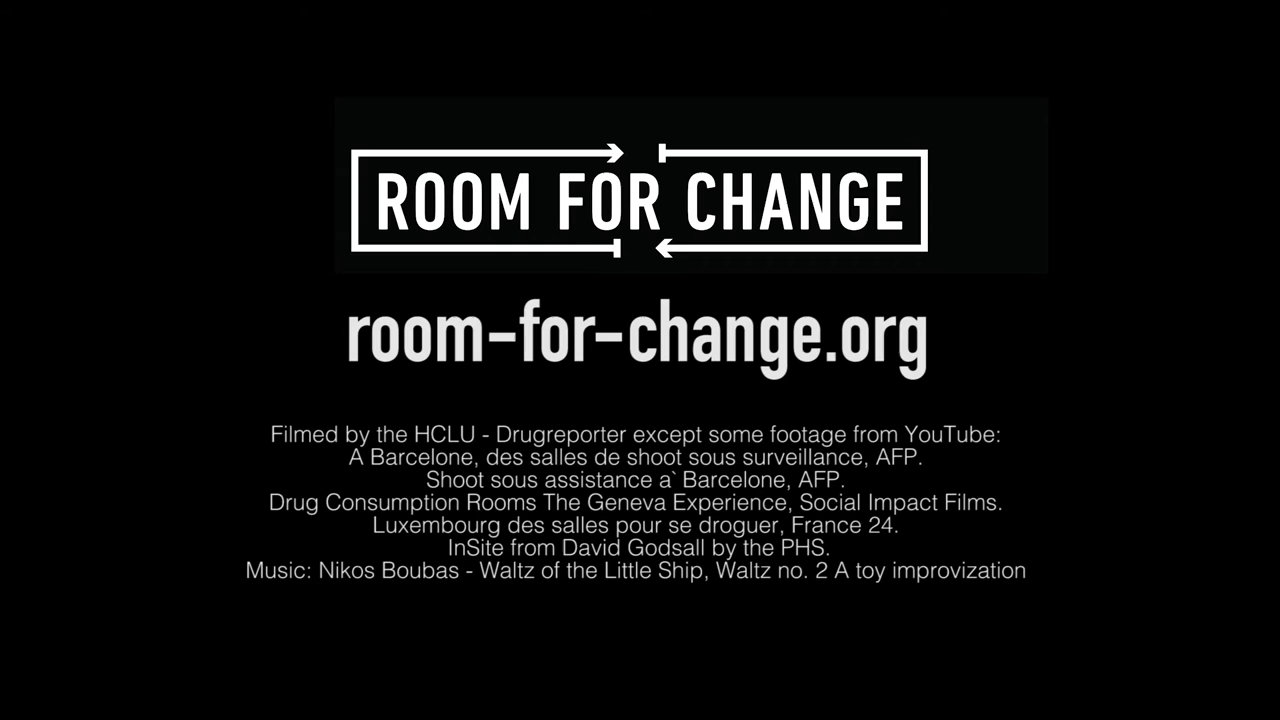 ROOM FOR CHANGE
room-for-change.org
Filmed by the HCLU - Drugreporter except some footage from YouTube:
A Barcelone, des salles de shoot sous surveillance, AFP.
Shoot sous assistance a` Barcelone, AFP.
Drug Consumption Rooms The Geneva Experience, Social Impact Films.
Luxembourg des salles pour se droguer, France 24.
InSite from David Godsall by the PHS.
Music: Nikos Boubas - Waltz of the Little Ship, Waltz no. 2 A toy improvization